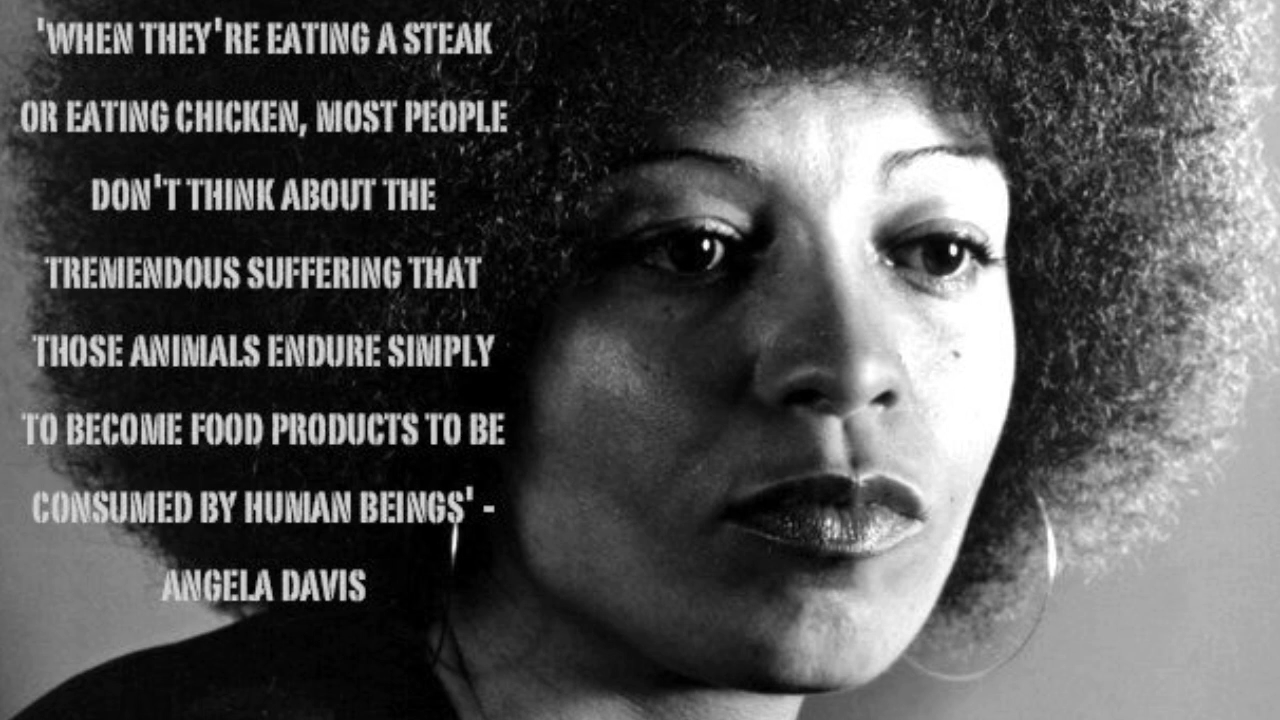 'WHEN THEY'RE EATING A STEAK
OR EATING CHICKEN, MOST PEOPLE
DON'T THINK ABOUT THE
TREMENDOUS SUFFERING THAT
THOSE ANIMALS ENDURE SIMPLY
TO BECOME FOOD PRODUCTS TO BE
CONSUMED BY HUMAN BEINGS' -
ANGELA DAVIS